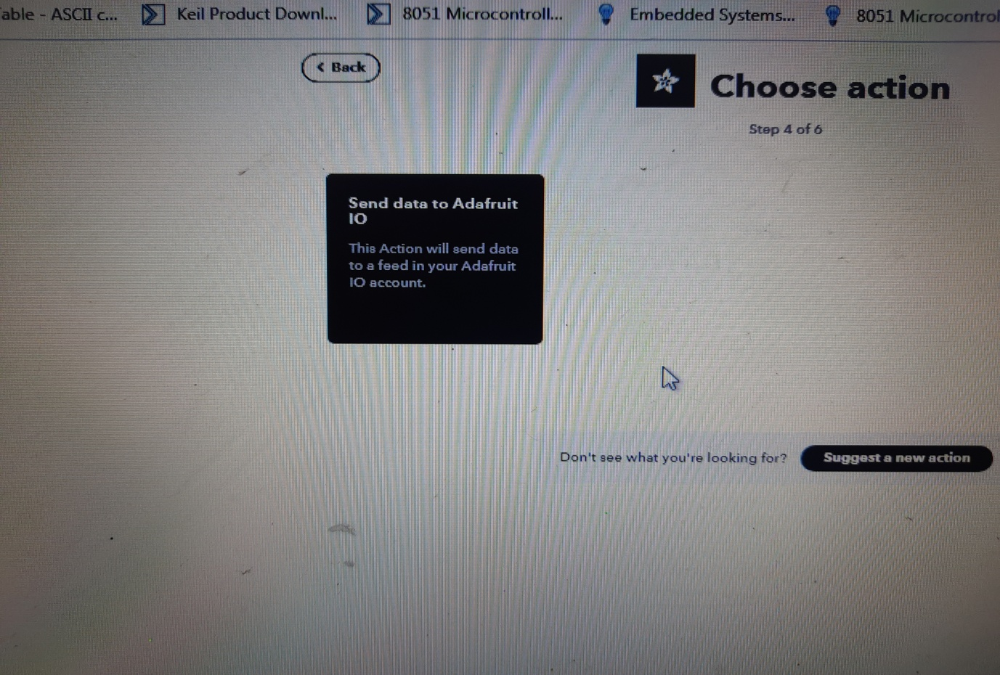 able - ASCII c...
Keil Product Downl...
8051 Microcontroll...
Embedded Systems...
8051 Microcontrol
Back
Choose action
Step 4 of 6
Send data to Adafruit
IO
This Action will send data
to a feed in your Adafruit
IO account.
Don't see what you're looking for?
Suggest a new action